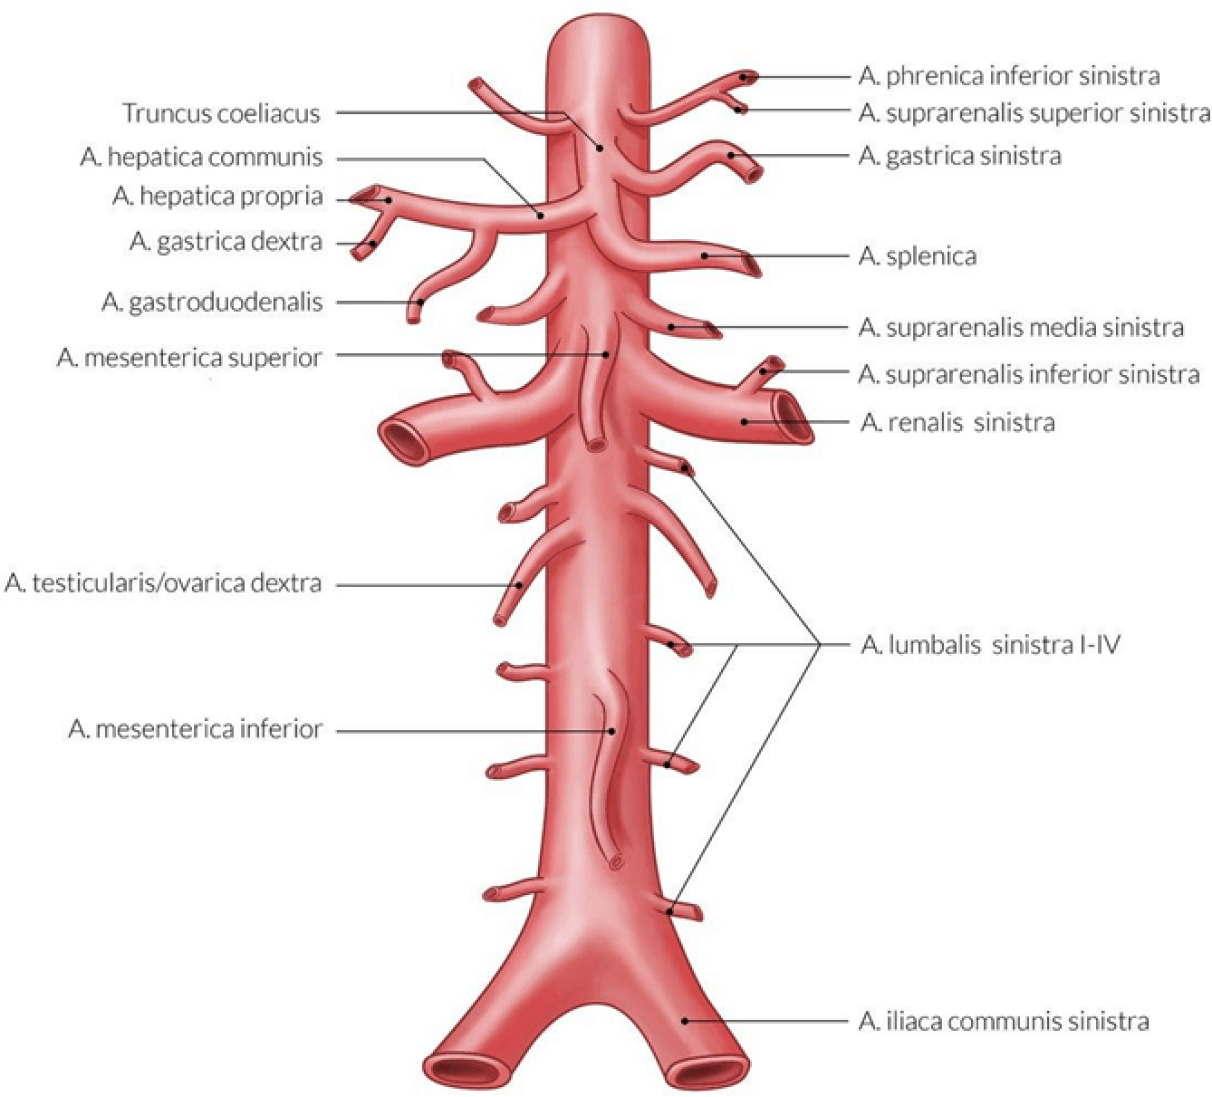 Truncus coeliacus
A. hepatica communis
A. hepatica propria
A. gastrica dextra
A. gastroduodenalis
A. mesenterica superior
A. testicularis/ovarica dextra
A. mesenterica inferior
A. phrenica inferior sinistra
A. suprarenalis superior sinistra
A. gastrica sinistra
A. splenica
A. suprarenalis media sinistra
A. suprarenalis inferior sinistra
A. renalis sinistra
A. lumbalis sinistra I-IV
A. iliaca communis sinistra